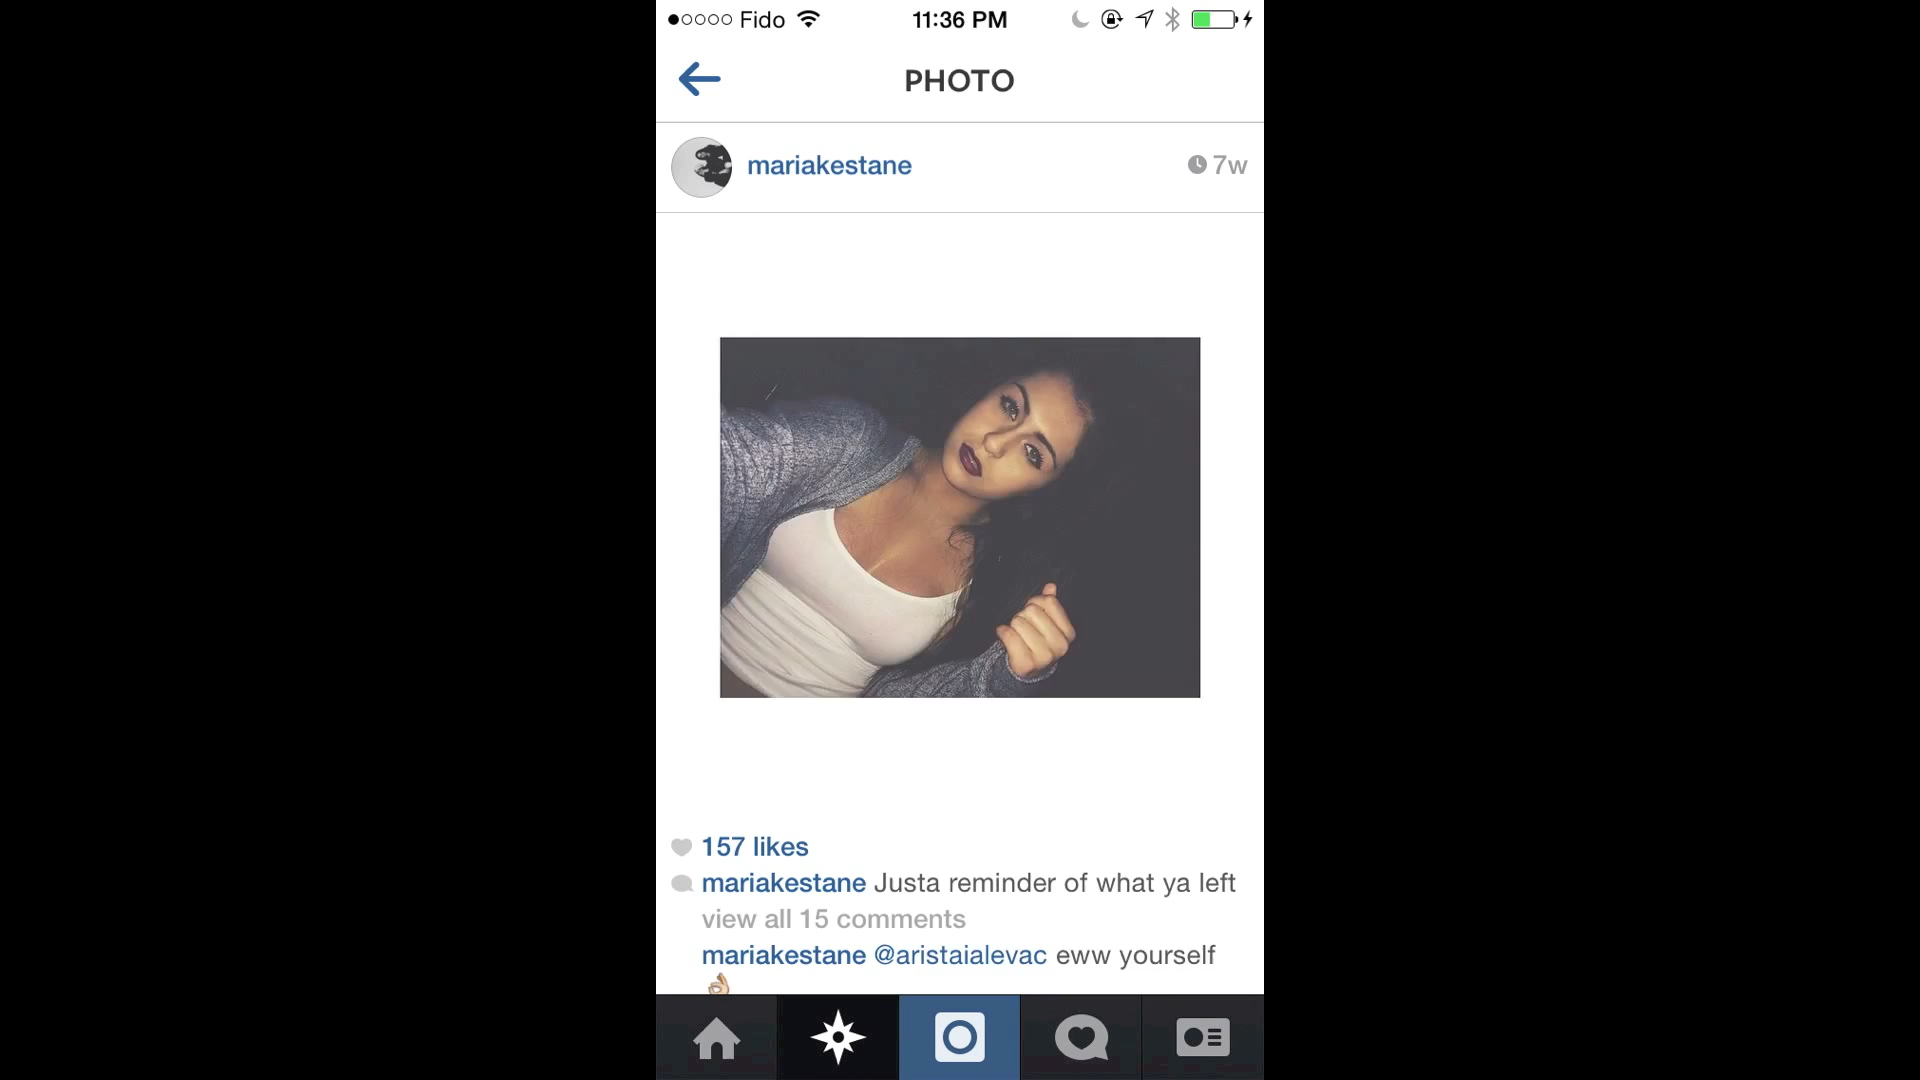 Fido 11:36 PM
PHOTO
mariakestane 7w
157 likes
mariakestane Justa reminder of what ya left
view all 15 comments
mariakestane @aristaialevac eww yourself
👌